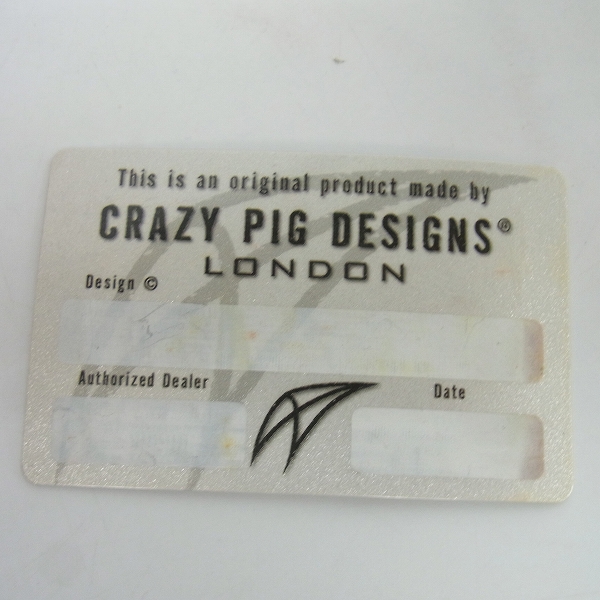 This is an original product made by
CRAZY PIG DESIGNS®
LONDON
Design ©
Authorized Dealer
Date